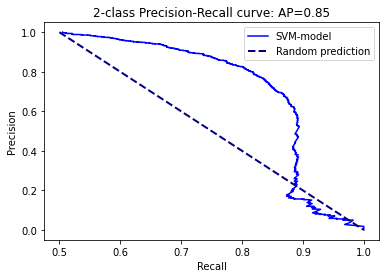 2-class Precision-Recall curve: AP=0.85
SVM-model
Random prediction
Precision
1.0
0.8
0.6
0.4
0.2
0.0
0.5
0.6
0.7
0.8
0.9
1.0
Recall